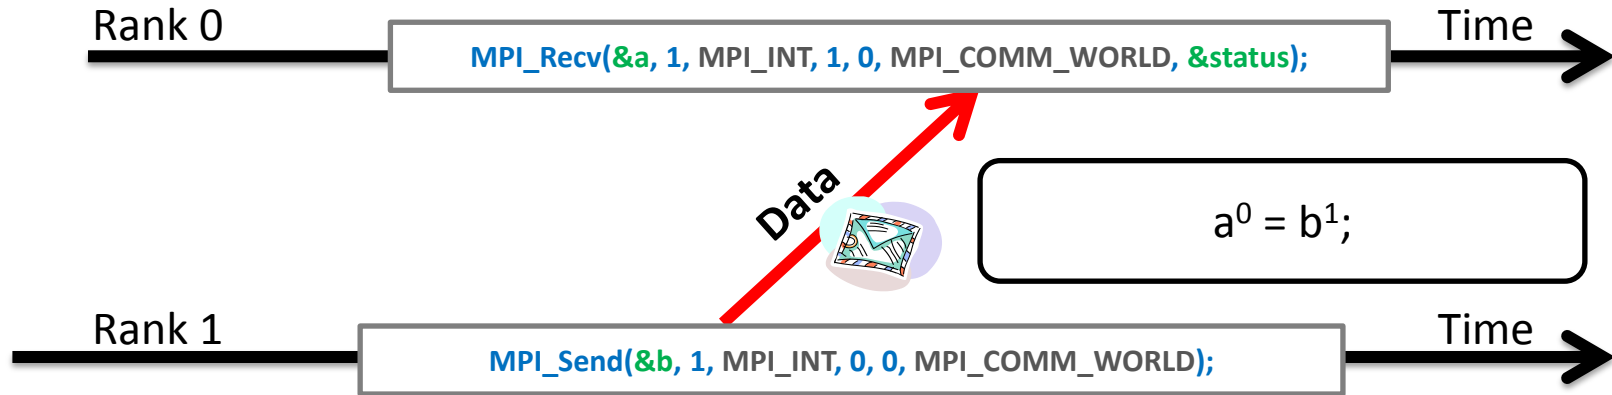 Rank 0
Time
MPI_Recv(&a, 1, MPI_INT, 1, 0, MPI_COMM_WORLD, &status);
Data
a⁰ = b¹;
Rank 1
Time
MPI_Send(&b, 1, MPI_INT, 0, 0, MPI_COMM_WORLD);